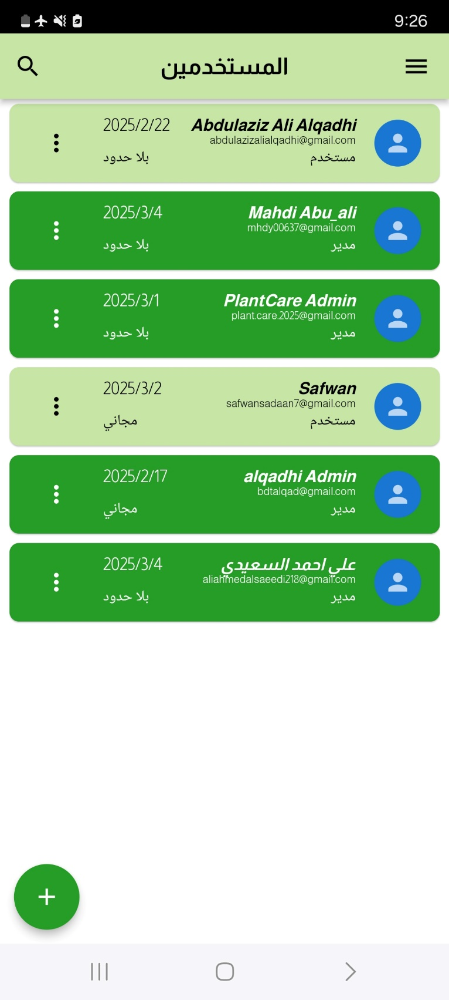 9:26
المستخدمين
Abdulaziz Ali Alqadhi
2025/2/22
abdulazizalialqadhi@gmail.com
مستخدم
بلا حدود
Mahdi Abu_ali
2025/3/4
mhdy00637@gmail.com
مدير
بلا حدود
PlantCare Admin
2025/3/1
plant.care.2025@gmail.com
مدير
بلا حدود
Safwan
2025/3/2
safwansadaan7@gmail.com
مستخدم
مجاني
alqadhi Admin
2025/2/17
bdtalqad@gmail.com
مدير
مجاني
علي احمد السعيدي
2025/3/4
aliahmedalsaeedi218@gmail.com
مدير
بلا حدود